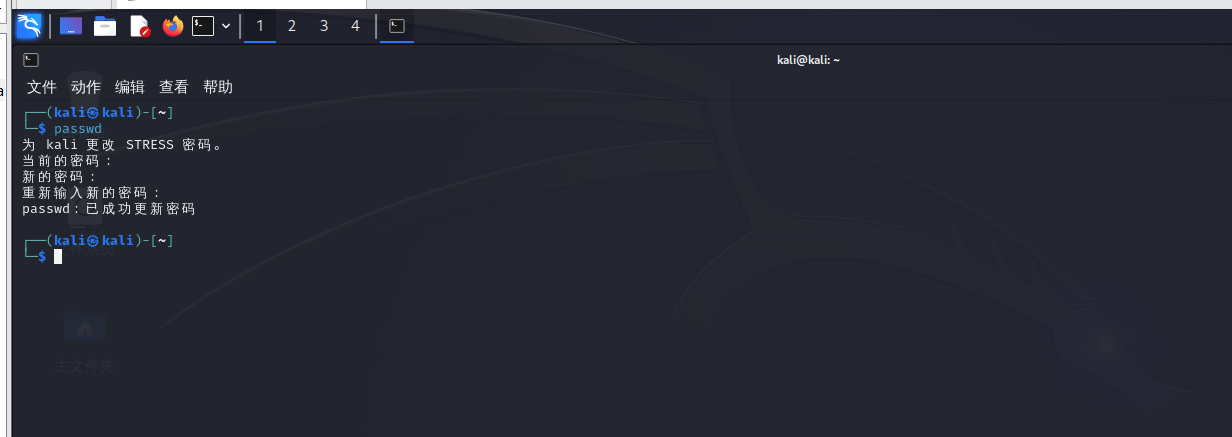 1 2 3 4
kali@kali: ~
文件 动作 编辑 查看 帮助
┌──(kali㉿kali)-[~]
└─$ passwd
为 kali 更改 STRESS 密码。
当前的密码：
新的密码：
重新输入新的密码：
passwd：已成功更新密码
┌──(kali㉿kali)-[~]
└─$
主文件夹